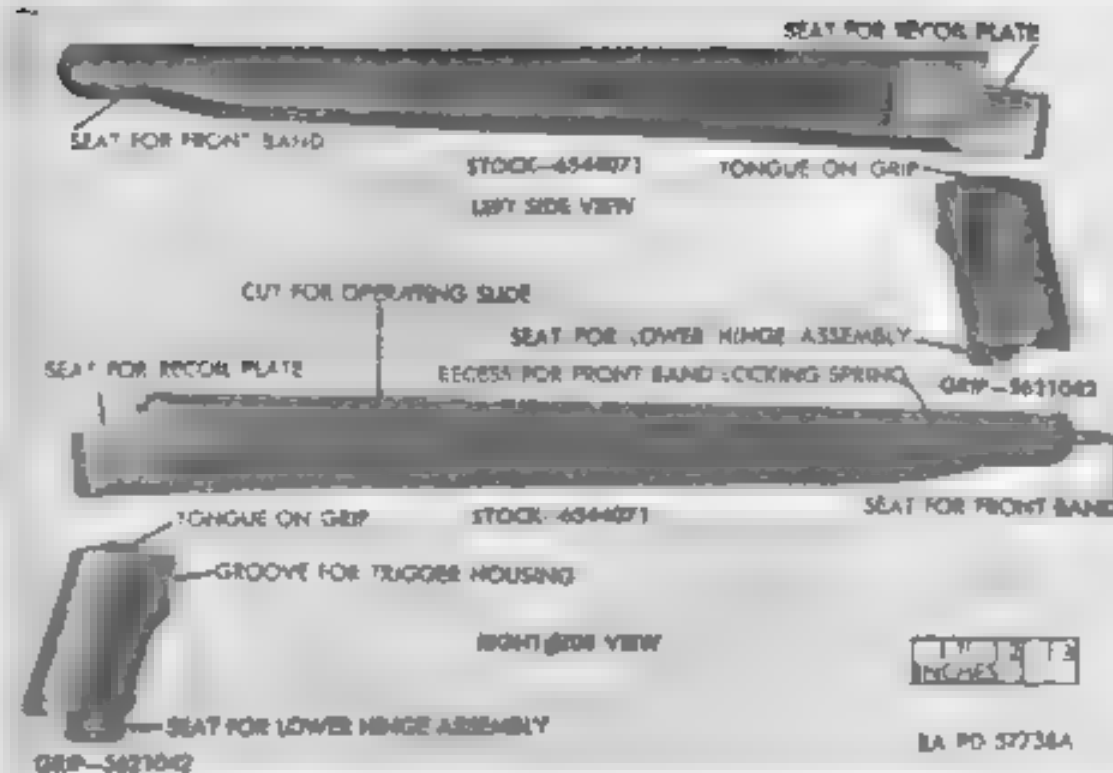 SEAT FOR RECOIL PLATE
SEAT FOR FRONT BAND
STOCK-6544071
TONGUE ON GRIP
LEFT SIDE VIEW
CUT FOR OPERATING SLIDE
SEAT FOR LOWER HINGE ASSEMBLY
SEAT FOR RECOIL PLATE
RECESS FOR FRONT BAND LOCKING SPRING
GRIP-5621042
SEAT FOR FRONT BAND
TONGUE ON GRIP
STOCK-6544071
GROOVE FOR TRIGGER HOUSING
RIGHT SIDE VIEW
INCHES
SEAT FOR LOWER HINGE ASSEMBLY
RA PD
GRIP-5621042